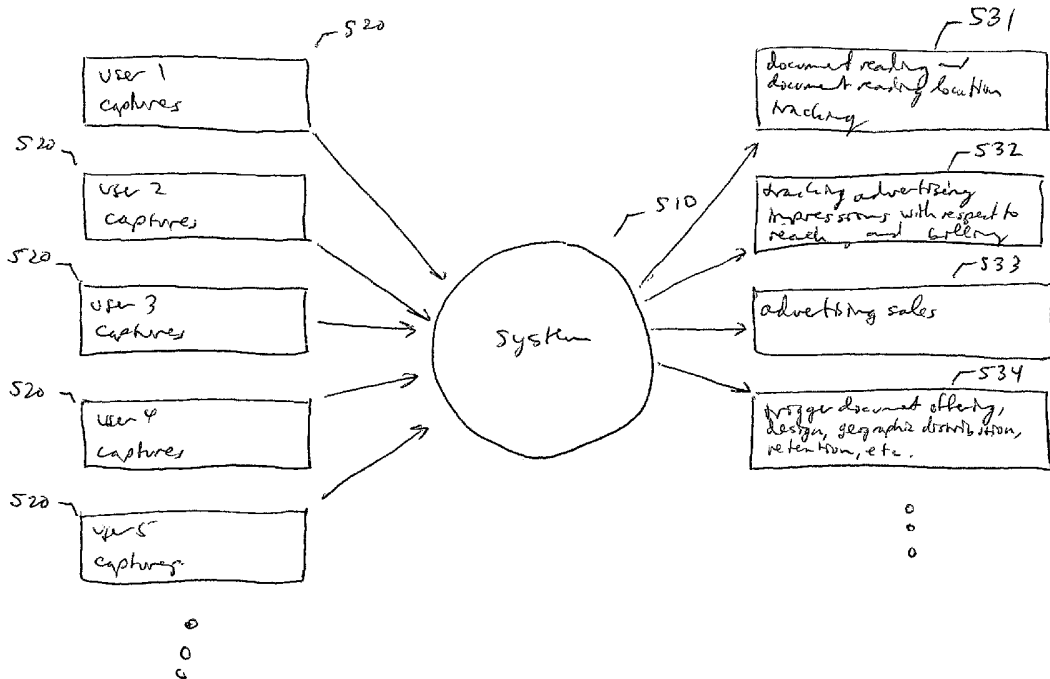 520
user 1
captures
520
user 2
captures
520
user 3
captures
520
user 4
captures
520
user 5
captures
510
system
531
document reading
document reading location
tracking
532
tracking advertising
impressions with respect to
reach, and billing
533
advertising sales
534
trigger document offering,
design, geographic distribution,
retention, etc.